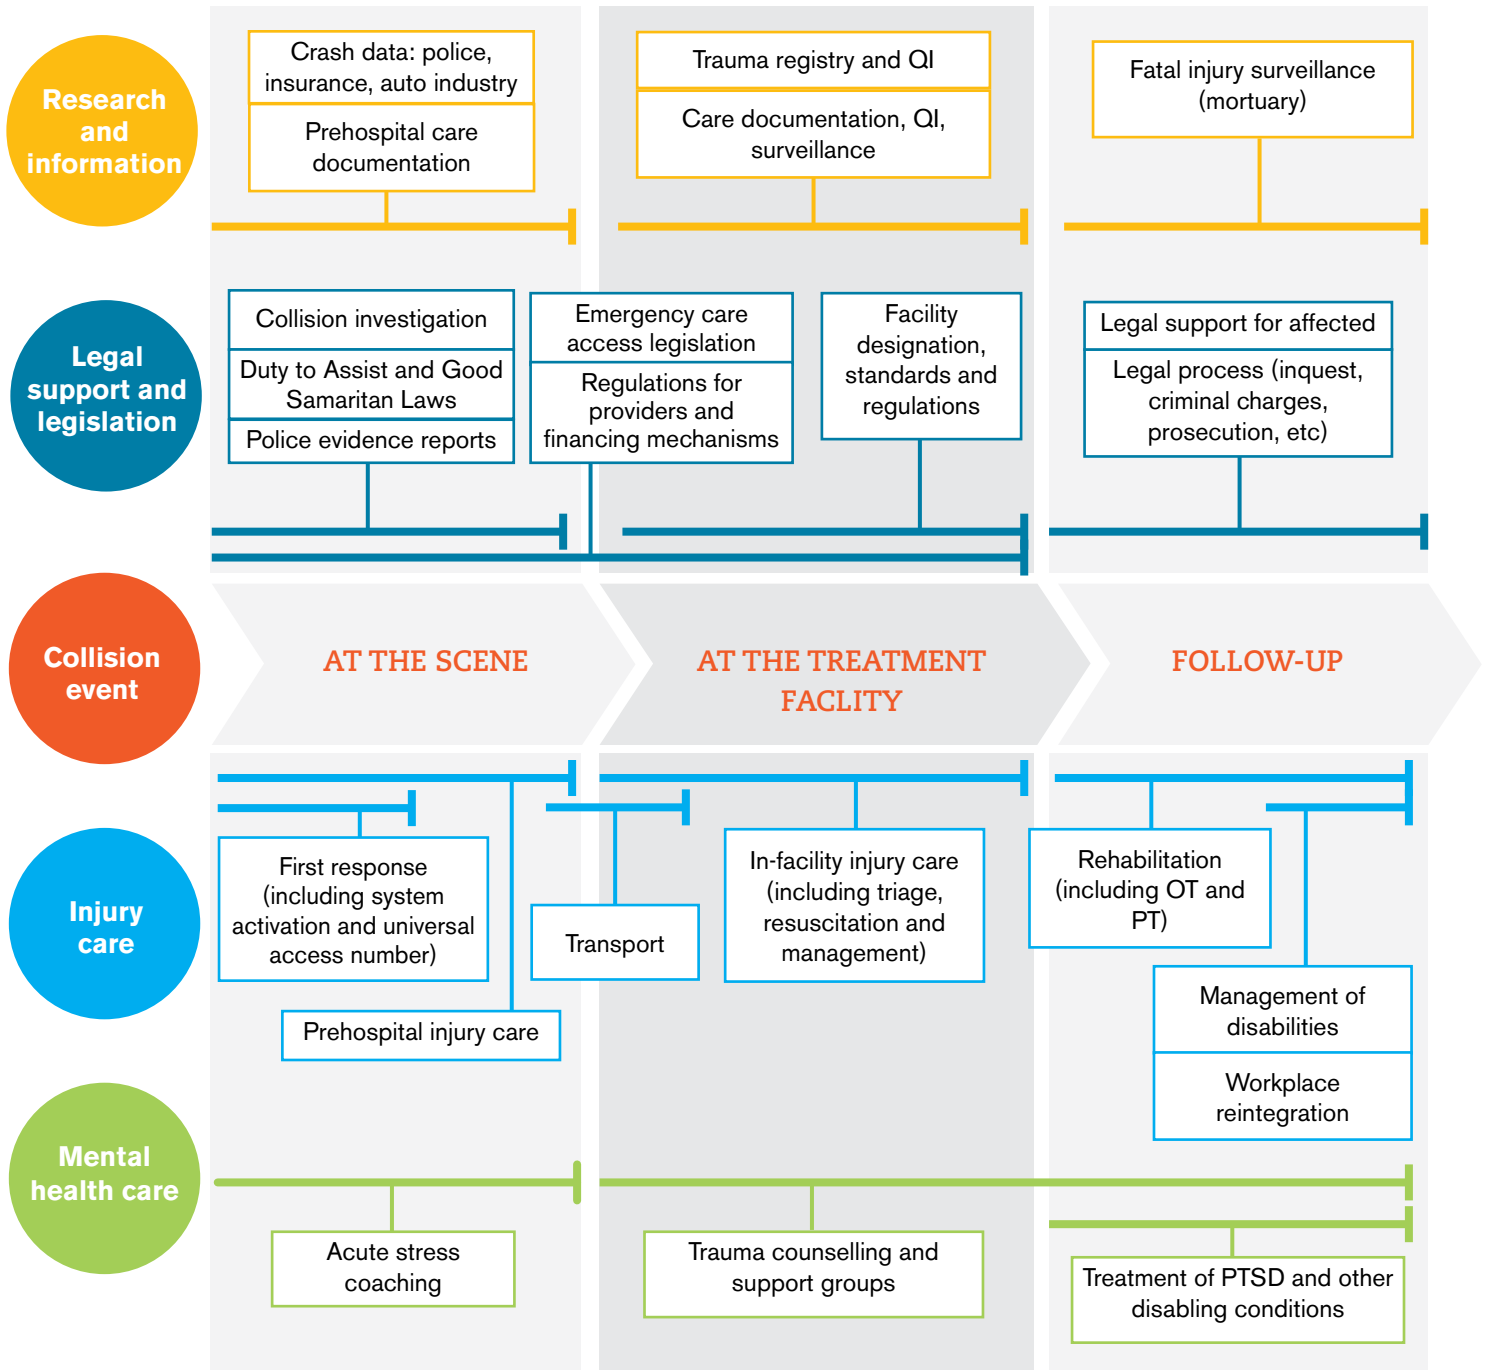 Research
and
information
Crash data: police,
insurance, auto industry
Prehospital care
documentation
Trauma registry and QI
Care documentation, QI,
surveillance
Fatal injury surveillance
(mortuary)
Legal
support and
legislation
Collision investigation
Duty to Assist and Good
Samaritan Laws
Police evidence reports
Emergency care
access legislation
Regulations for
providers and
financing mechanisms
Facility
designation,
standards and
regulations
Legal support for affected
Legal process (inquest,
criminal charges,
prosecution, etc)
Collision
event
AT THE SCENE
AT THE TREATMENT
FACLITY
FOLLOW-UP
Injury
care
First response
(including system
activation and universal
access number)
Prehospital injury care
Transport
In-facility injury care
(including triage,
resuscitation and
management)
Rehabilitation
(including OT and
PT)
Management of
disabilities
Workplace
reintegration
Mental
health care
Acute stress
coaching
Trauma counselling and
support groups
Treatment of PTSD and other
disabling conditions